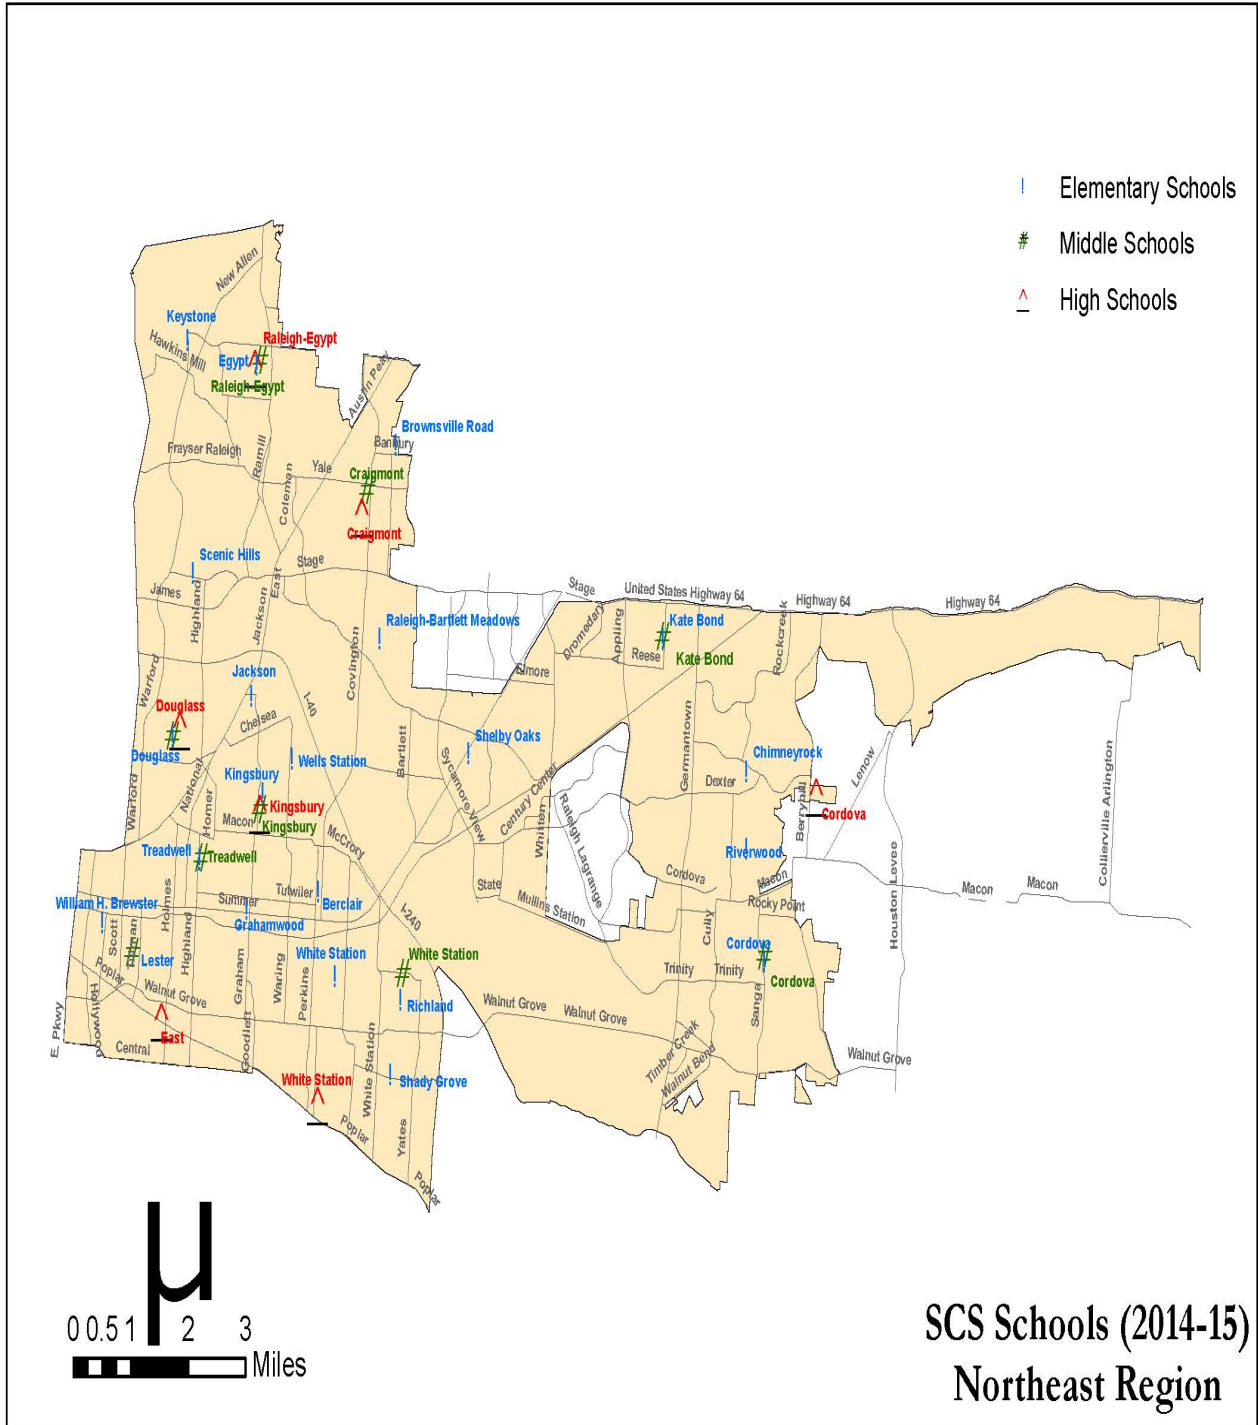 Elementary Schools
Middle Schools
High Schools
New Allen
Keystone
Hawkins Mill
Raleigh-Egypt
Egypt
Raleigh-Egypt
Austin Peay
Brownsville Road
Banbury
Frayser Raleigh
Ramill
Yale
Coleman
Craigmont
Craigmont
Scenic Hills
Stage
James
Highland
East
Jackson
Stage
United States Highway 64
Highway 64
Highway 64
Raleigh-Bartlett Meadows
Dromedary
Appling
Kate Bond
Reese
Kate Bond
Rockcreek
Elmore
Covington
Warford
Jackson
I-40
Douglass
Chelsea
Douglass
Wells Station
Bartlett
Shelby Oaks
Sycamore View
Century Center
Germantown
Chimneyrock
Dexter
Lenow
Collierville Arlington
Kingsbury
National
Warford
Homer
Kingsbury
Macon
Kingsbury
McCrory
Whitten
Raleigh Lagrange
Berryhill
Cordova
Treadwell
Treadwell
Riverwood
Cordova
Macon
Macon
Macon
Rocky Point
Houston Levee
State
Mullins Station
Tutwiler
Summer
Berclair
William H. Brewster
Holmes
Scott
Tillman
Grahamwood
I-240
Cully
Lester
Highland
White Station
White Station
Cordova
Cordova
Trinity
Trinity
Sanga
Poplar
Walnut Grove
Graham
Waring
Perkins
Richland
Walnut Grove
Walnut Grove
Hollywood
E. Pkwy
Central
East
Goodlett
White Station
White Station
Shady Grove
Timber Creek
Walnut Bend
Walnut Grove
Poplar
Yates
Poplar
µ
0 0.5 1 2 3
Miles
SCS Schools (2014-15)
Northeast Region